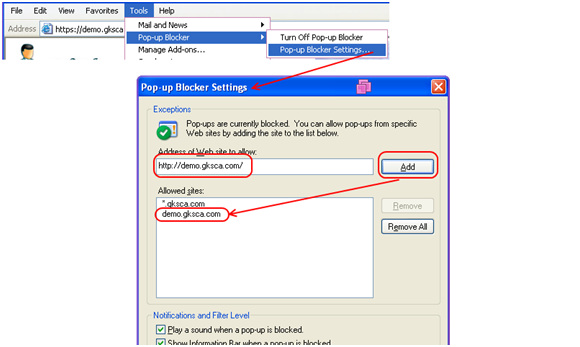 File Edit View Favorites Tools Help
Address https://demo.gksca
Mail and News
Pop-up Blocker
Manage Add-ons...
Turn Off Pop-up Blocker
Pop-up Blocker Settings...
Pop-up Blocker Settings
Exceptions
Pop-ups are currently blocked. You can allow pop-ups from specific
Web sites by adding the site to the list below.
Address of Web site to allow:
http://demo.gksca.com/
Add
Allowed sites:
*.gksca.com
demo.gksca.com
Remove
Remove All
Notifications and Filter Level
Play a sound when a pop-up is blocked.
Show Information Bar when a pop-up is blocked.